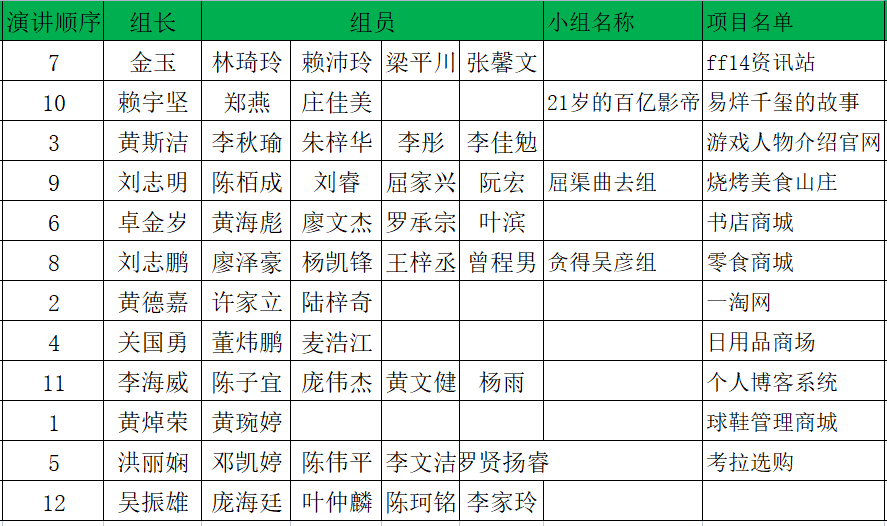 演讲顺序 组长 组员 小组名称 项目名单
7 金玉 林琦玲 赖沛玲 梁平川 张馨文 ff14资讯站
10 赖宇坚 郑燕 庄佳美 21岁的百亿影帝 易烊千玺的故事
3 黄斯洁 李秋瑜 朱梓华 李彤 李佳勉 游戏人物介绍官网
9 刘志明 陈栢成 刘睿 屈家兴 阮宏 屈渠曲去组 烧烤美食山庄
6 卓金岁 黄海彪 廖文杰 罗承宗 叶滨 书店商城
8 刘志鹏 廖泽豪 杨凯锋 王梓丞 曾程男 贪得吴彦组 零食商城
2 黄德嘉 许家立 陆梓奇 一淘网
4 关国勇 董炜鹏 麦浩江 日用品商场
11 李海威 陈子宜 庞伟杰 黄文健 杨雨 个人博客系统
1 黄焯荣 黄琬婷 球鞋管理商城
5 洪丽娴 邓凯婷 陈伟平 李文洁 罗贤扬睿 考拉选购
12 吴振雄 庞海廷 叶仲麟 陈珂铭 李家玲